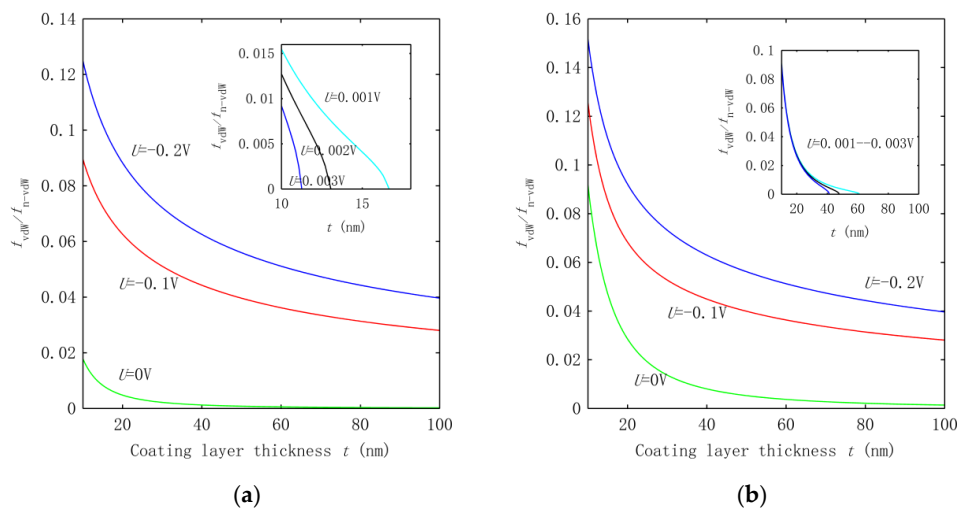 0.14
0.12
0.1
0.08
0.06
0.04
0.02
0
20
40
60
80
100
f_vdW/f_n-vdW
Coating layer thickness t (nm)
U=-0.2V
U=-0.1V
U=0V
0.015
0.01
0.005
0
10
15
f_vdW/f_n-vdW
t (nm)
U=0.001V
U=0.002V
U=0.003V
(a)
0.16
0.14
0.12
0.1
0.08
0.06
0.04
0.02
0
20
40
60
80
100
f_vdW/f_n-vdW
Coating layer thickness t (nm)
U=-0.2V
U=-0.1V
U=0V
0.1
0.08
0.06
0.04
0.02
0
20 40 60 80 100
f_vdW/f_n-vdW
t (nm)
U=0.001--0.003V
(b)